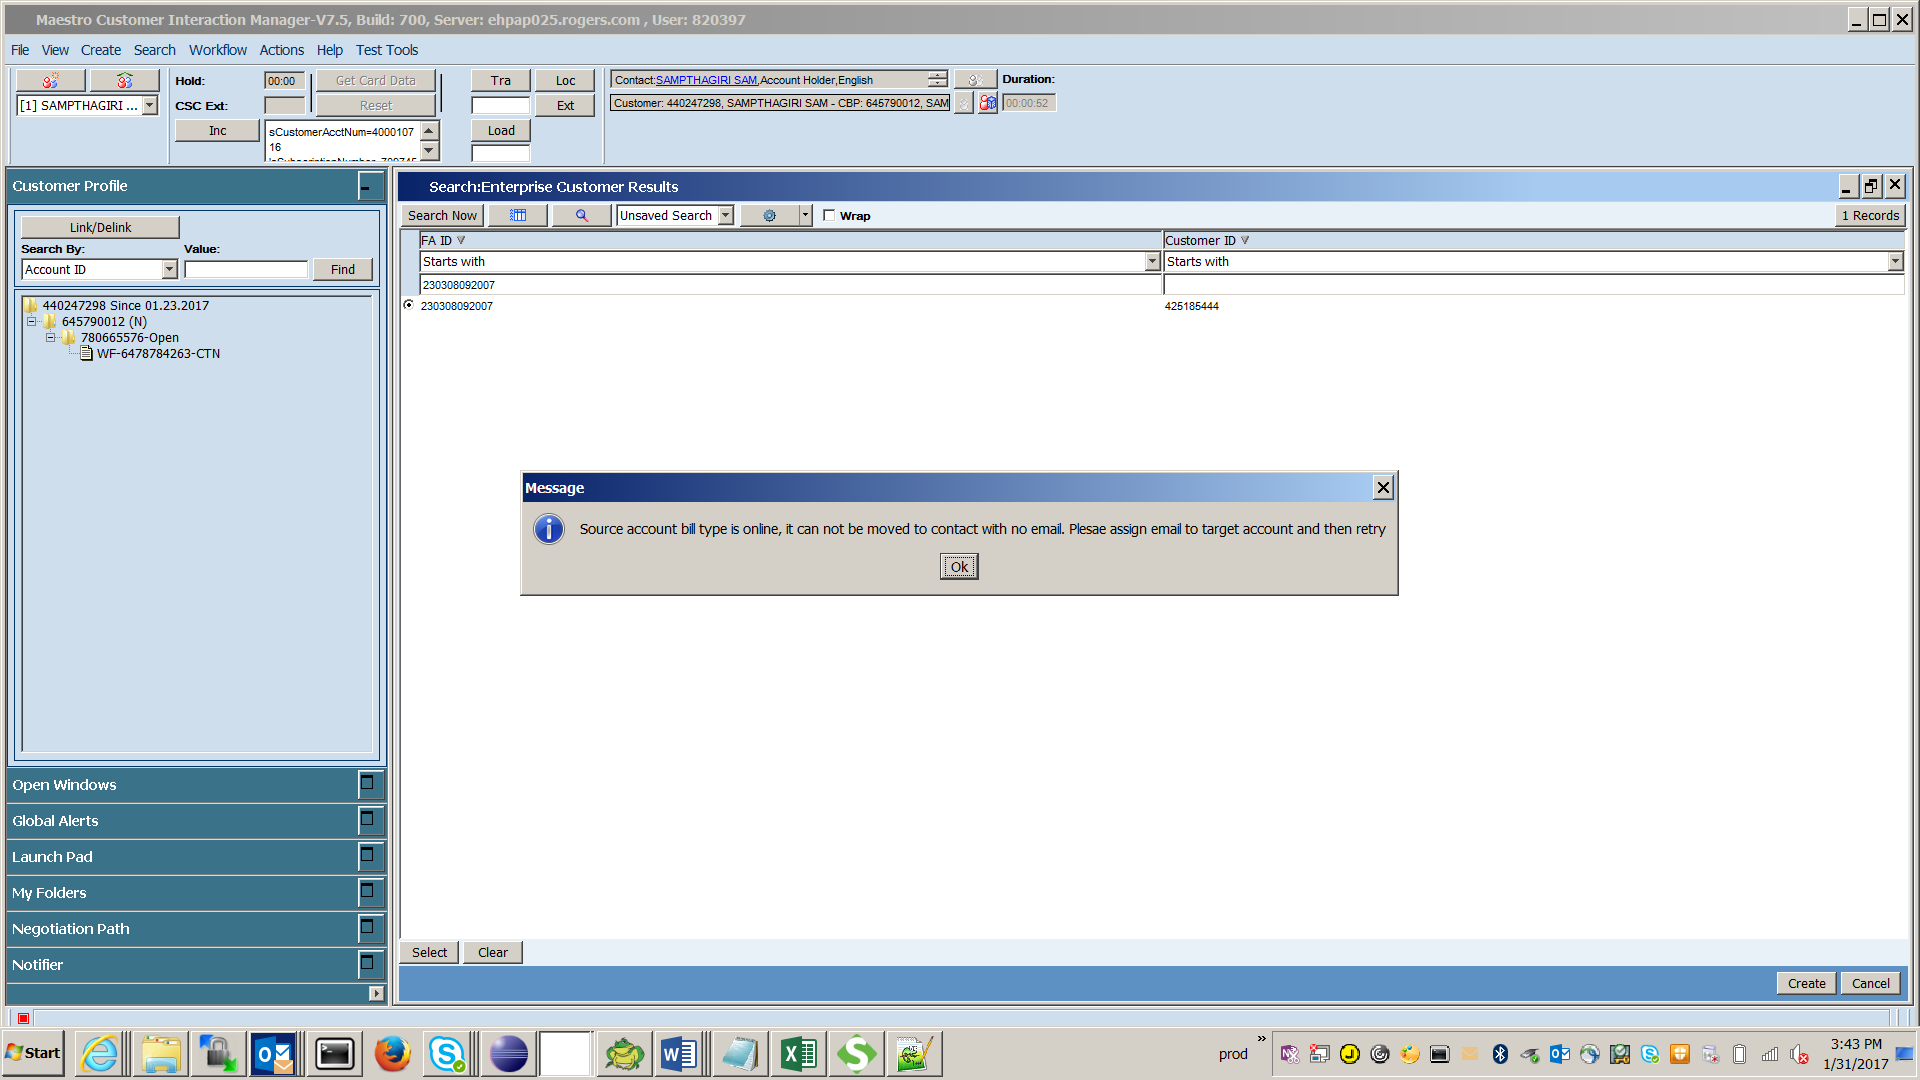 Maestro Customer Interaction Manager-V7.5, Build: 700, Server: ehpap025.rogers.com , User: 820397
File View Create Search Workflow Actions Help Test Tools
Hold: 00:00 Get Card Data Tra Loc
Contact:SAMPTHAGIRI SAM,Account Holder,English Duration:
[1] SAMPTHAGIRI ... CSC Ext: Reset Ext
Customer: 440247298, SAMPTHAGIRI SAM - CBP: 645790012, SAM 00:00:52
Inc sCustomerAcctNum=4000107 Load
16
Customer Profile
Search:Enterprise Customer Results
Link/Delink
Search By: Value:
Account ID Find
Search Now Unsaved Search Wrap 1 Records
FA ID Customer ID
Starts with Starts with
230308092007
230308092007 425185444
440247298 Since 01.23.2017
645790012 (N)
780665576-Open
WF-6478784263-CTN
Message
Source account bill type is online, it can not be moved to contact with no email. Plesae assign email to target account and then retry
Ok
Open Windows
Global Alerts
Launch Pad
My Folders
Negotiation Path
Notifier
Select Clear
Create Cancel
Start
prod »
3:43 PM
1/31/2017